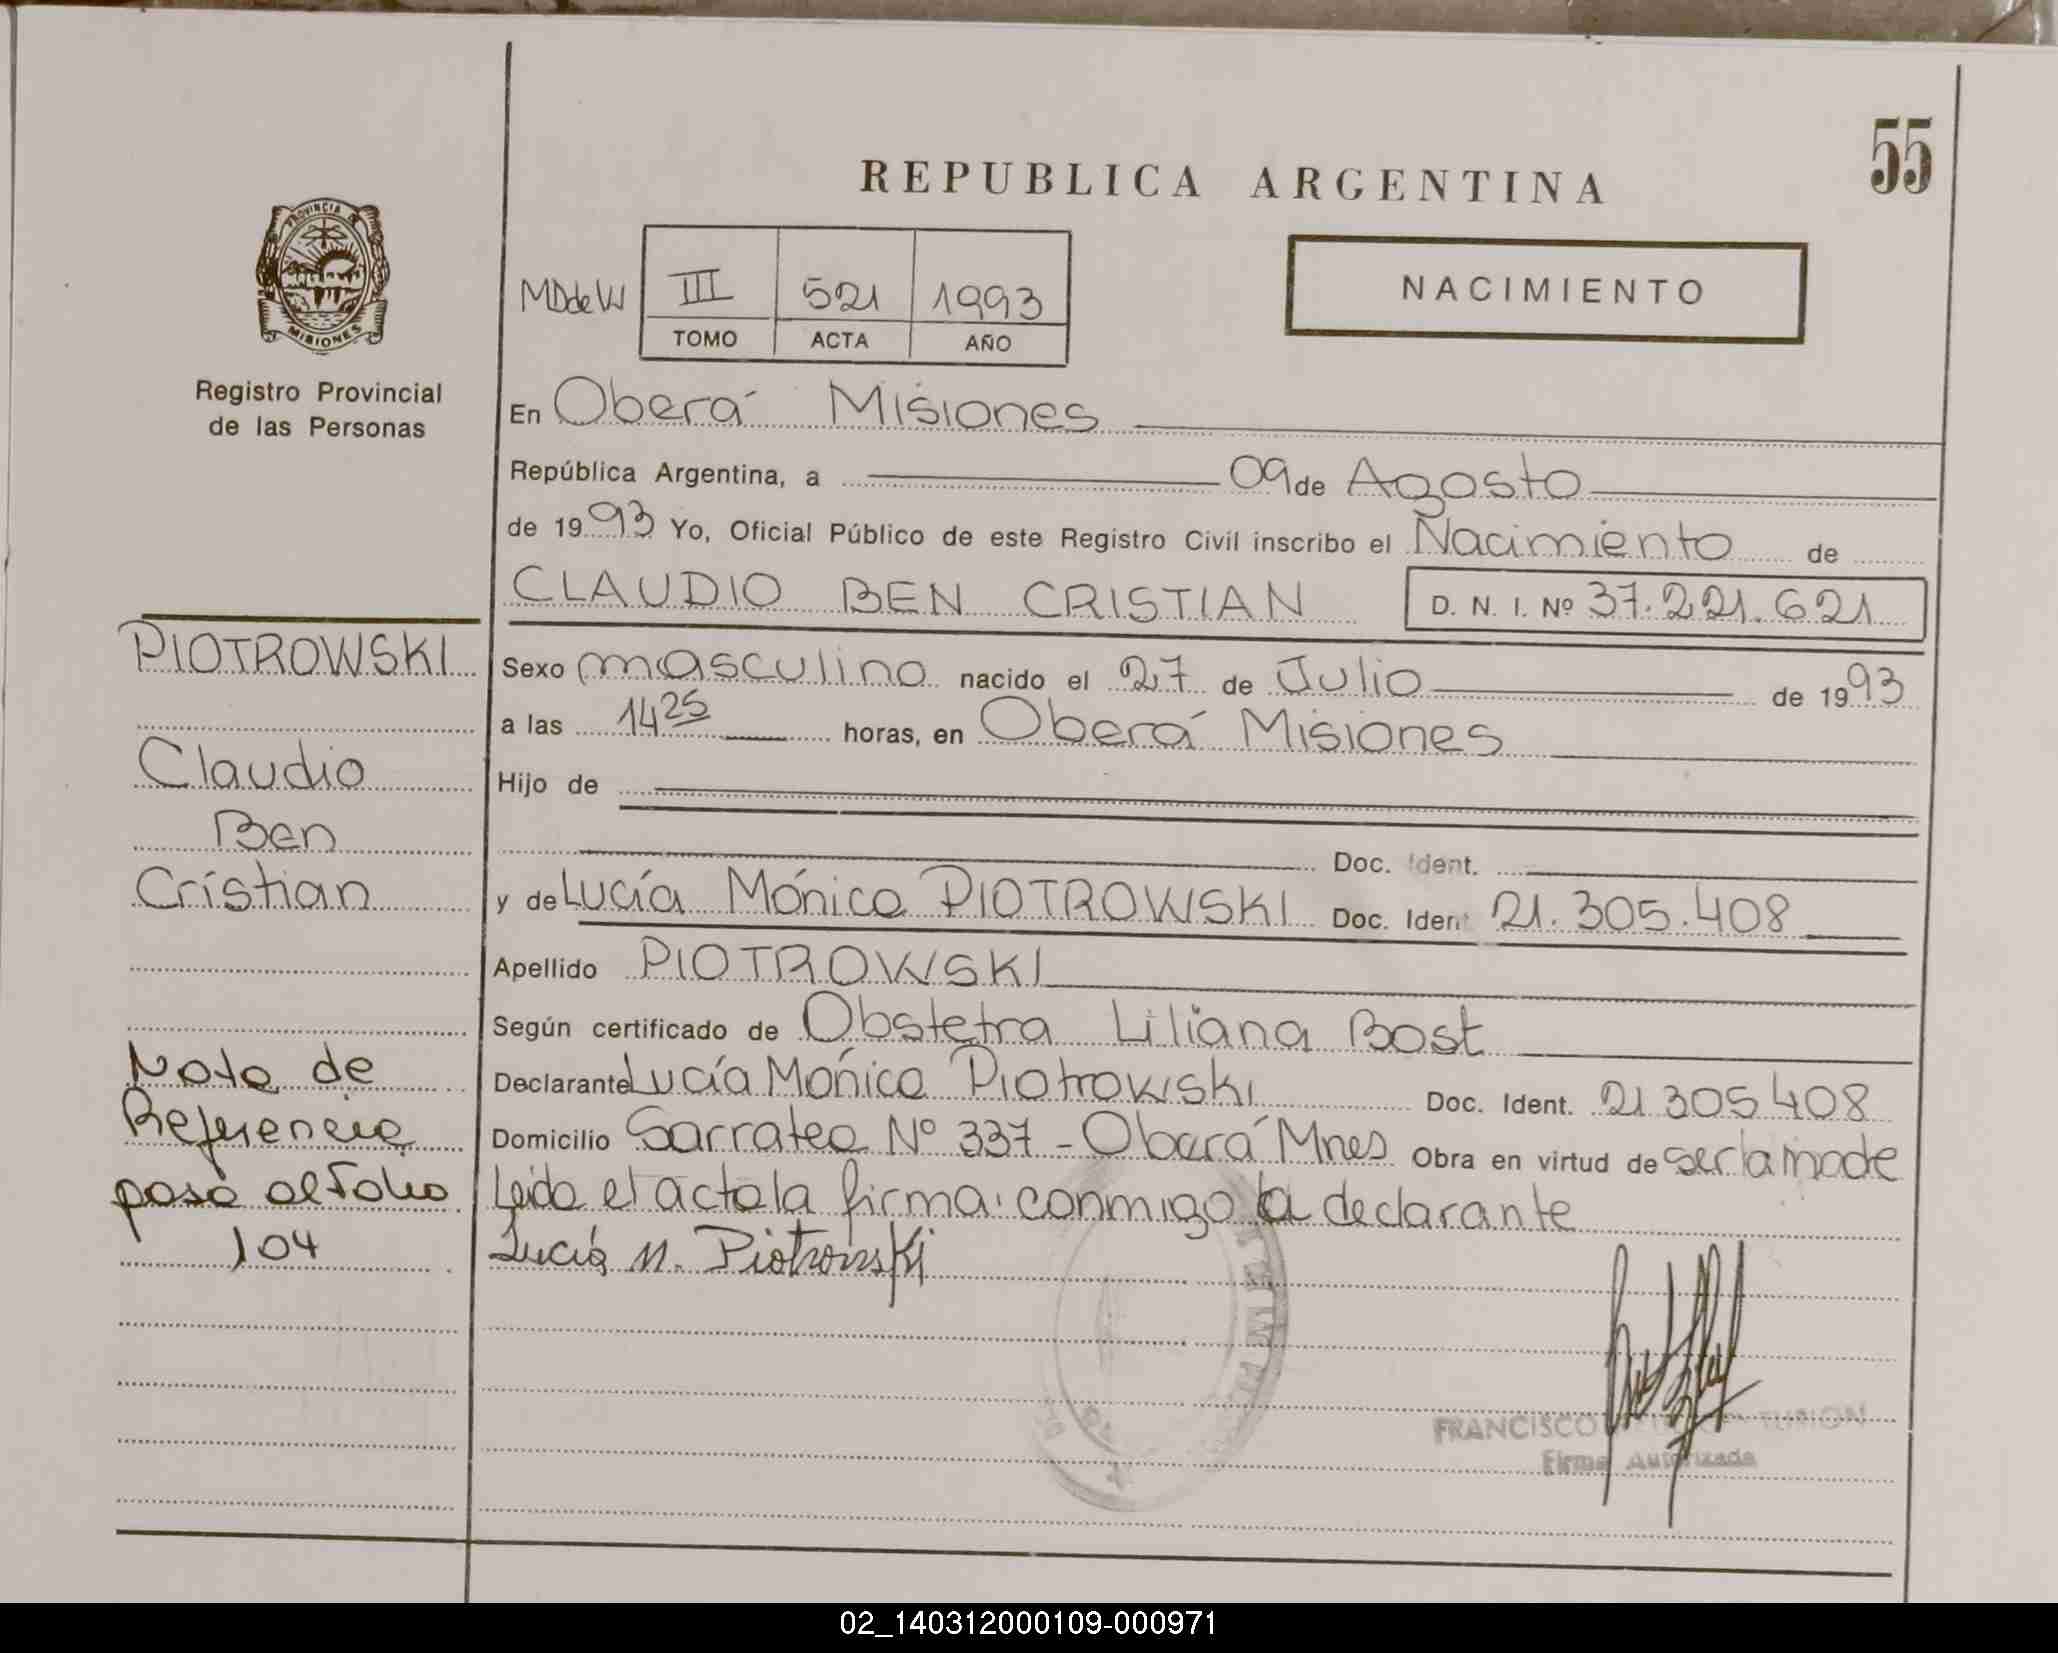 55
REPUBLICA ARGENTINA
PROVINCIA DE
MISIONES
Registro Provincial
de las Personas
MDdeW
III 521 1993
TOMO ACTA AÑO
NACIMIENTO
En Oberá Misiones
República Argentina, a 09 de Agosto
de 1993 Yo, Oficial Público de este Registro Civil inscribo el Nacimiento de
CLAUDIO BEN CRISTIAN D. N. I. Nº 37.221.621
Sexo masculino nacido el 27 de Julio de 1993
a las 14 25 horas, en Oberá Misiones
Hijo de
Doc. Ident.
y de Lucía Mónica PIOTROWSKI Doc. Ident 21.305.408
Apellido PIOTROWSKI
Según certificado de Obstetra Liliana Bost
Declarante Lucía Mónica Piotrowski Doc. Ident. 21305408
Domicilio Sarratea Nº 337 - Oberá Mnes Obra en virtud de ser la madre
Leida el acta la firma conmigo la declarante
Lucía M. Piotrowski
FRANCISCO
Firma Autorizada
PIOTROWSKI
Claudio
Ben
Cristian
Nota de
Referencia
pasa al Folio
104
02_140312000109-000971